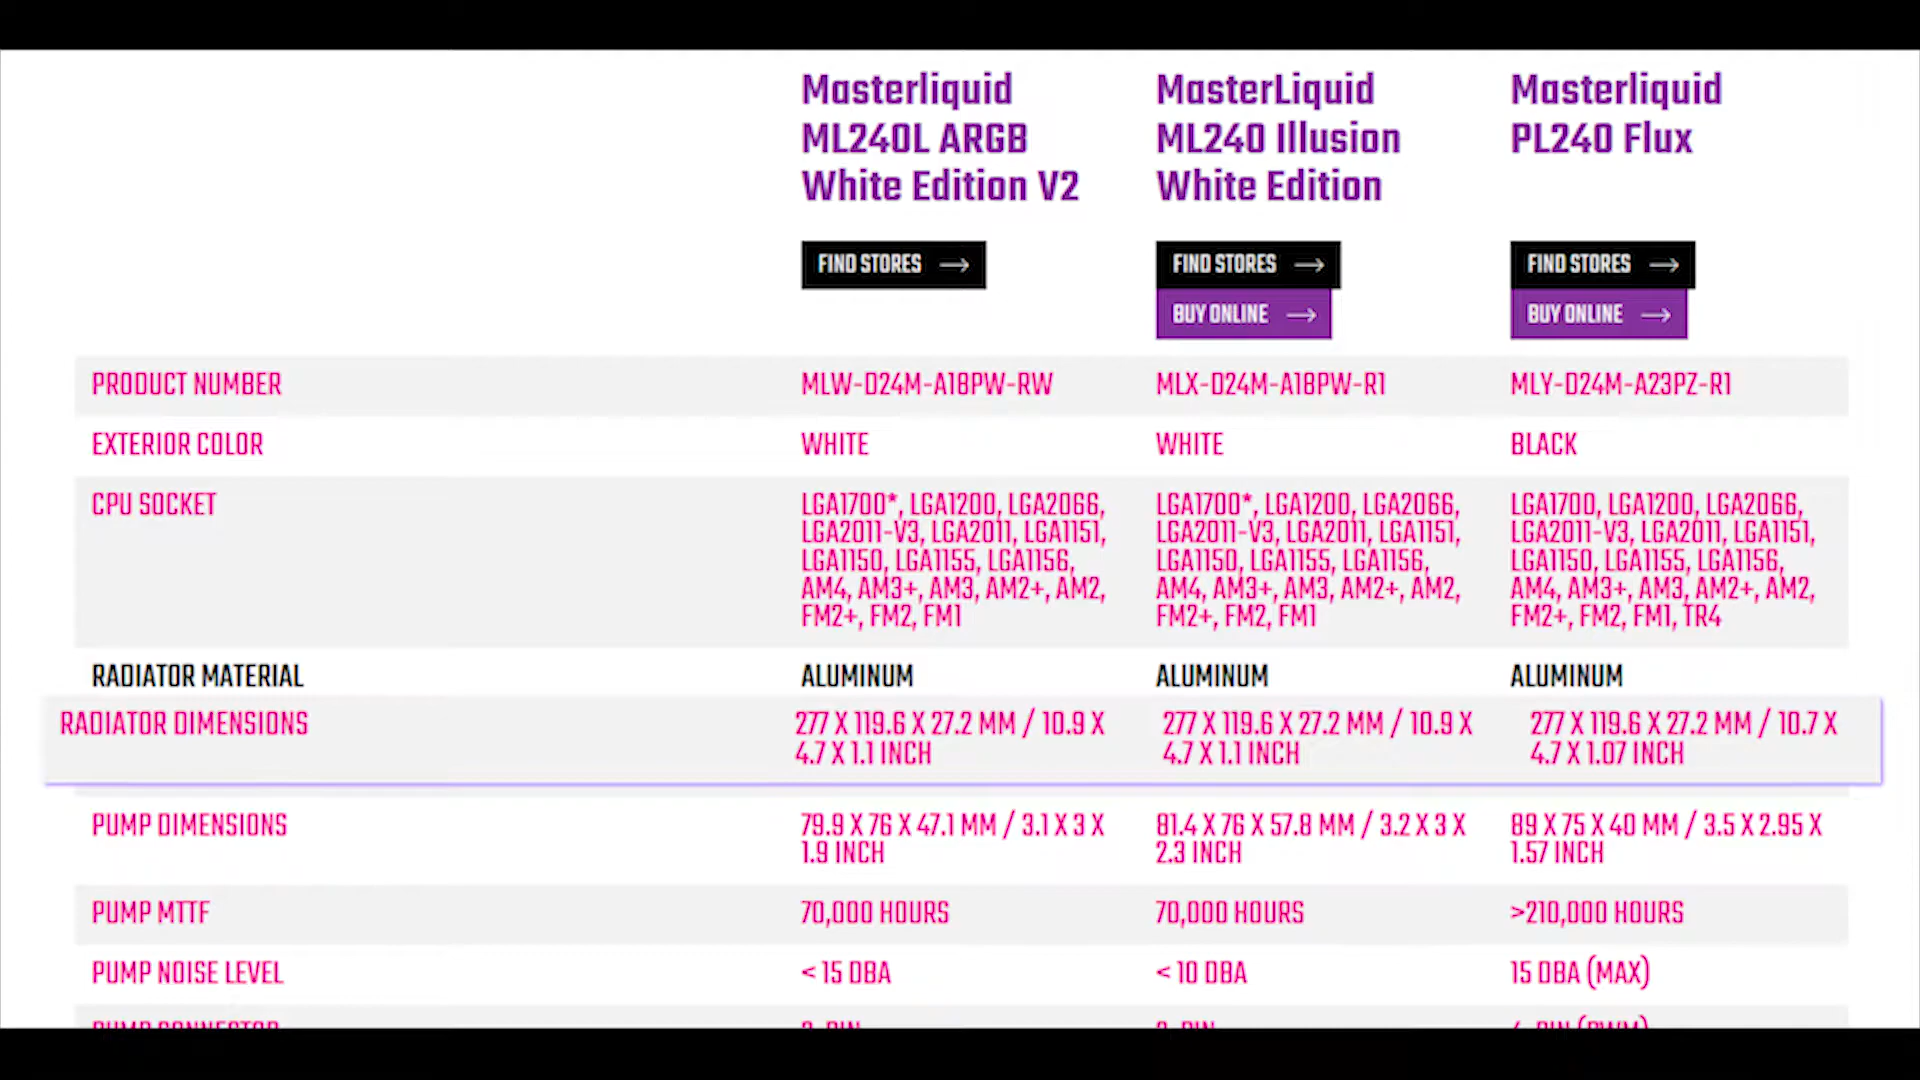 Masterliquid
ML240L ARGB
White Edition V2
MasterLiquid
ML240 Illusion
White Edition
Masterliquid
PL240 Flux
FIND STORES →
FIND STORES →
BUY ONLINE →
FIND STORES →
BUY ONLINE →
PRODUCT NUMBER
MLW-D24M-A18PW-RW
MLX-D24M-A18PW-R1
MLY-D24M-A23PZ-R1
EXTERIOR COLOR
WHITE
WHITE
BLACK
CPU SOCKET
LGA1700*, LGA1200, LGA2066,
LGA2011-V3, LGA2011, LGA1151,
LGA1150, LGA1155, LGA1156,
AM4, AM3+, AM3, AM2+, AM2,
FM2+, FM2, FM1
LGA1700*, LGA1200, LGA2066,
LGA2011-V3, LGA2011, LGA1151,
LGA1150, LGA1155, LGA1156,
AM4, AM3+, AM3, AM2+, AM2,
FM2+, FM2, FM1
LGA1700, LGA1200, LGA2066,
LGA2011-V3, LGA2011, LGA1151,
LGA1150, LGA1155, LGA1156,
AM4, AM3+, AM3, AM2+, AM2,
FM2+, FM2, FM1, TR4
RADIATOR MATERIAL
ALUMINUM
ALUMINUM
ALUMINUM
RADIATOR DIMENSIONS
277 X 119.6 X 27.2 MM / 10.9 X
4.7 X 1.1 INCH
277 X 119.6 X 27.2 MM / 10.9 X
4.7 X 1.1 INCH
277 X 119.6 X 27.2 MM / 10.7 X
4.7 X 1.07 INCH
PUMP DIMENSIONS
79.9 X 76 X 47.1 MM / 3.1 X 3 X
1.9 INCH
81.4 X 76 X 57.8 MM / 3.2 X 3 X
2.3 INCH
89 X 75 X 40 MM / 3.5 X 2.95 X
1.57 INCH
PUMP MTTF
70,000 HOURS
70,000 HOURS
>210,000 HOURS
PUMP NOISE LEVEL
< 15 DBA
< 10 DBA
15 DBA (MAX)
PUMP CONNECTOR
3-PIN
3-PIN
4-PIN (PWM)